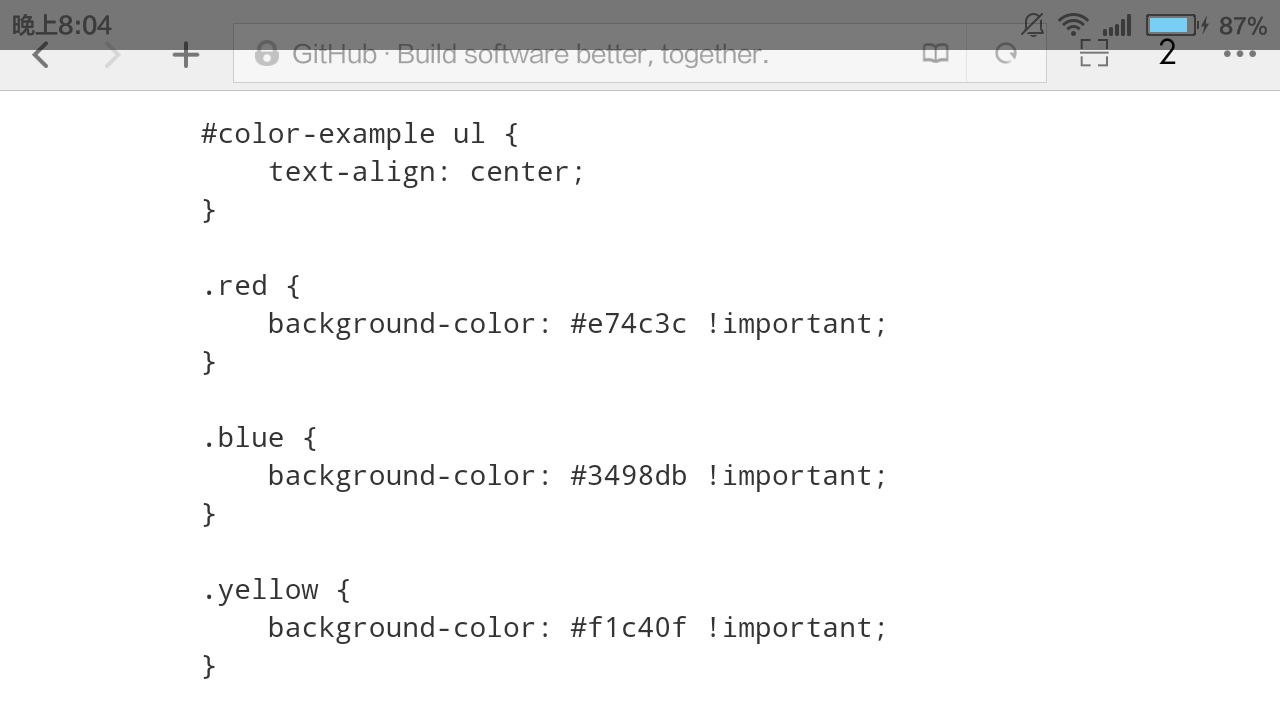 晚上8:04
87%
GitHub · Build software better, together.
2
#color-example ul {
    text-align: center;
}
.red {
    background-color: #e74c3c !important;
}
.blue {
    background-color: #3498db !important;
}
.yellow {
    background-color: #f1c40f !important;
}